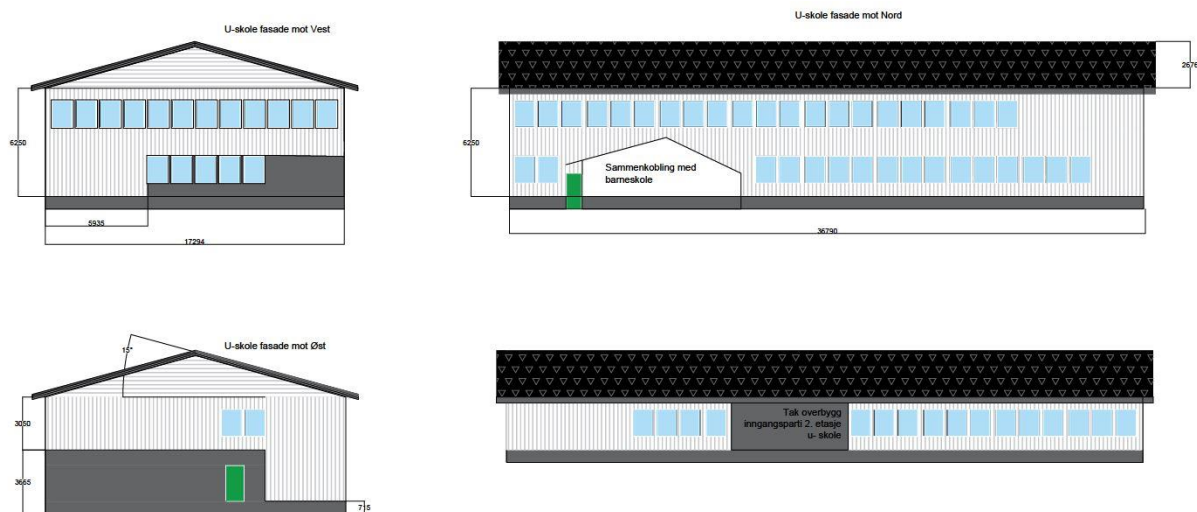 U-skole fasade mot Vest
U-skole fasade mot Nord
2676
6250
6250
Sammenkobling med
barneskole
5935
17294
36790
15°
U-skole fasade mot Øst
3050
3665
715
Tak overbygg
inngangsparti 2. etasje
u- skole